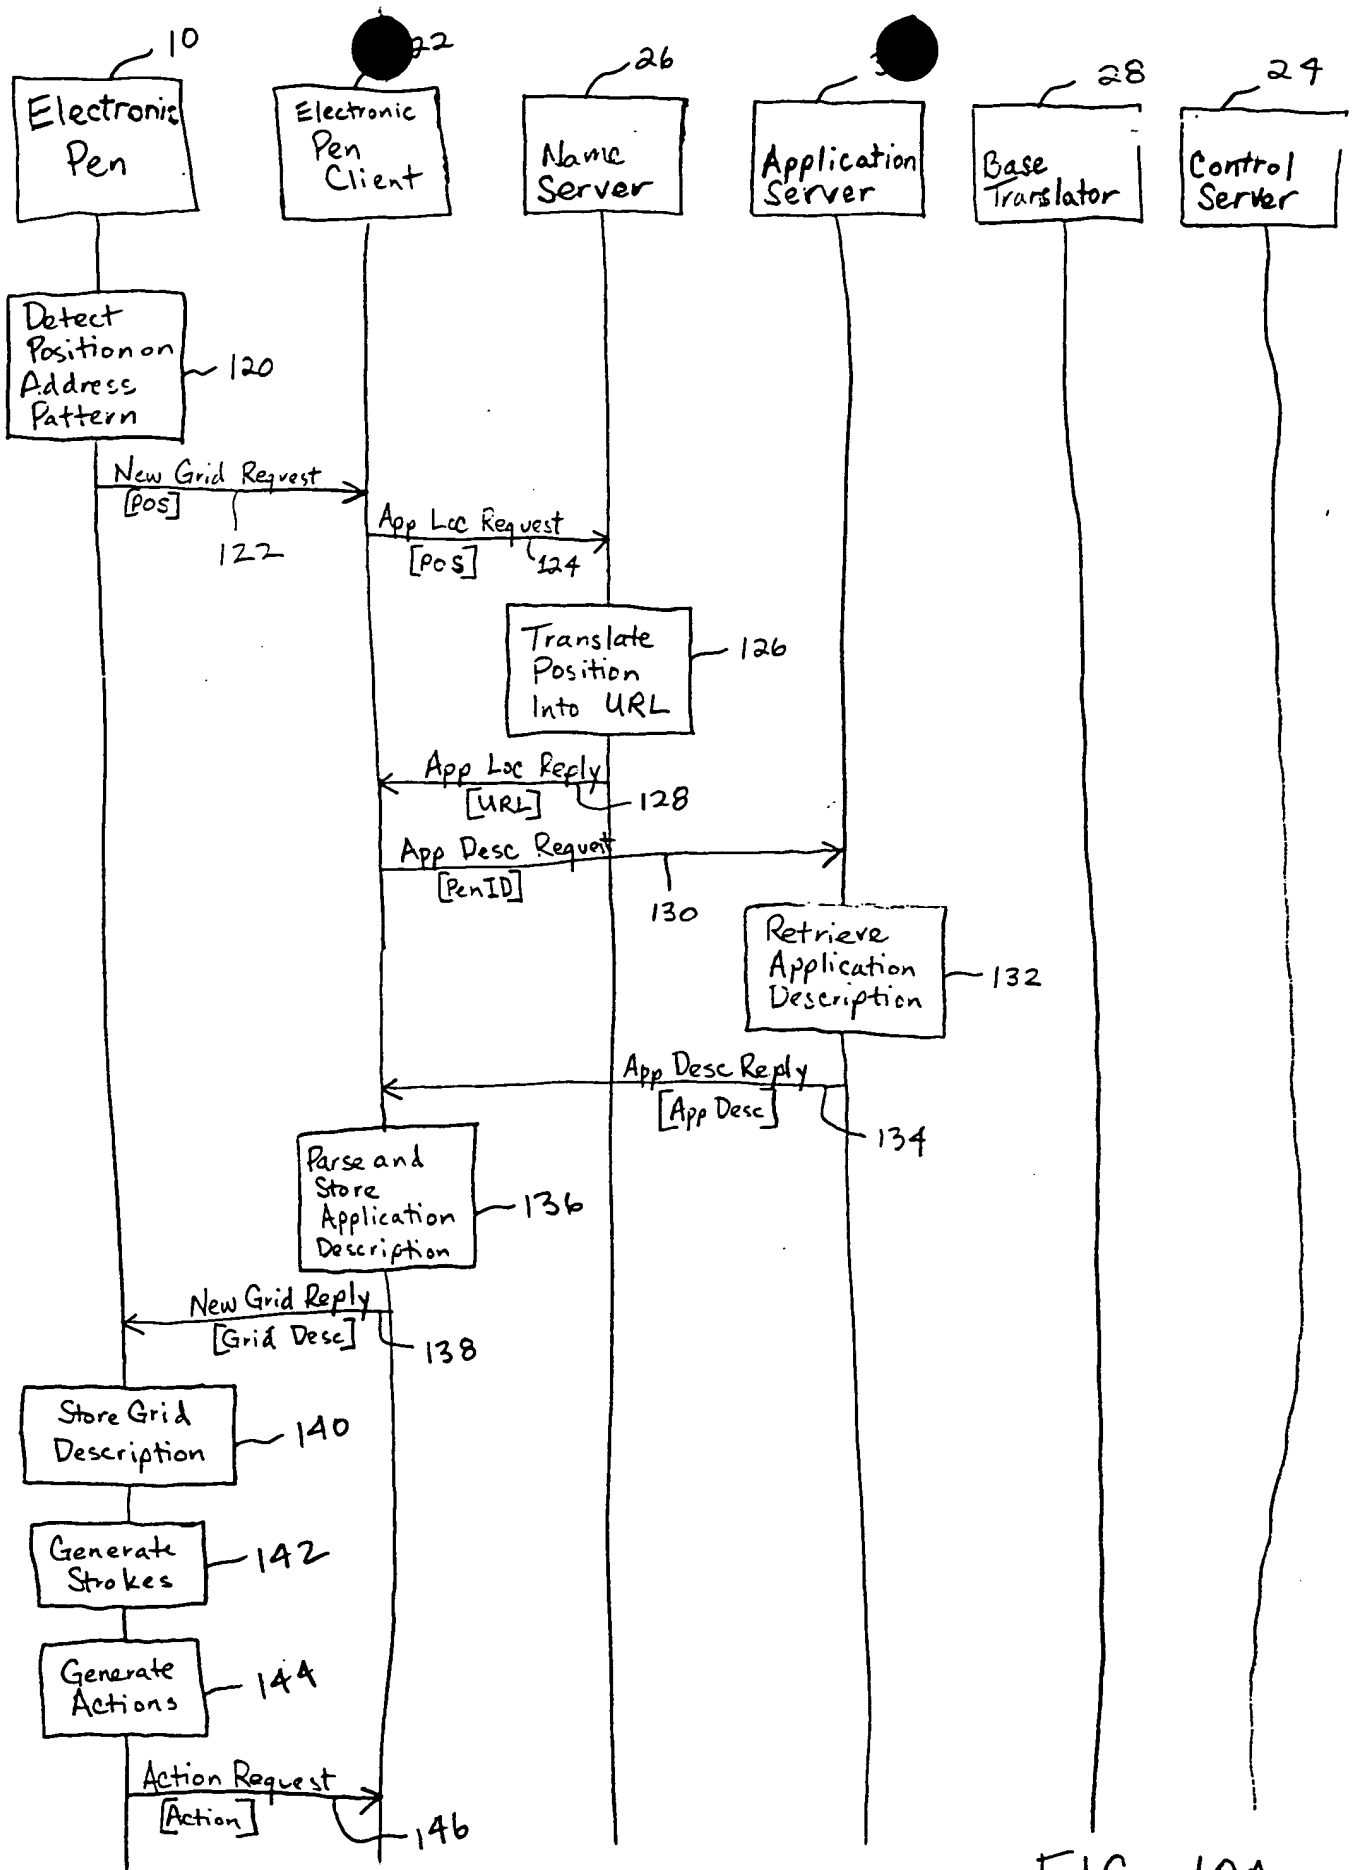 10
22
26
28
24
Electronic
Pen
Electronic
Pen
Client
Name
Server
Application
Server
Base
Translator
Control
Server
Detect
Position on
Address
Pattern
120
New Grid Request
[POS]
122
App Loc Request
[POS]
124
Translate
Position
Into URL
126
App Loc Reply
[URL]
128
App Desc Request
[PenID]
130
Retrieve
Application
Description
132
App Desc Reply
[App Desc]
134
Parse and
Store
Application
Description
136
New Grid Reply
[Grid Desc]
138
Store Grid
Description
140
Generate
Strokes
142
Generate
Actions
144
Action Request
[Action]
146